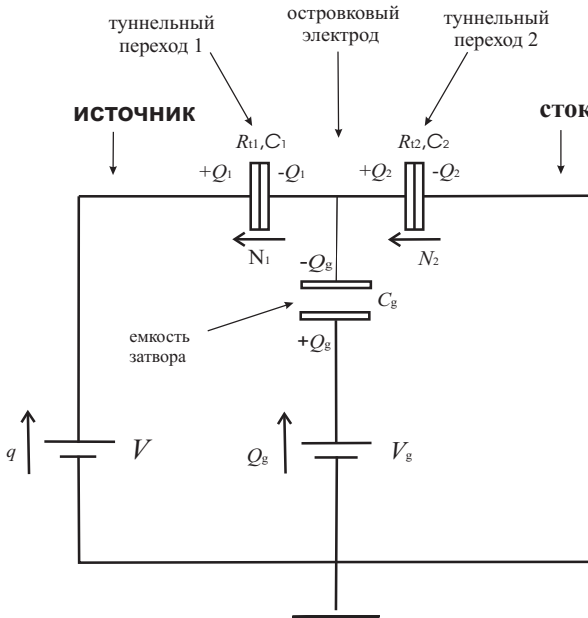 туннельный
переход 1
островковый
электрод
туннельный
переход 2
источник
сток
Rt1,C1
Rt2,C2
+Q1
-Q1
+Q2
-Q2
N1
N2
-Qg
Cg
+Qg
емкость
затвора
q
V
Qg
Vg